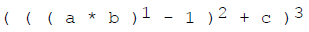 ( ( ( a * b )¹ - 1 )² + c )³